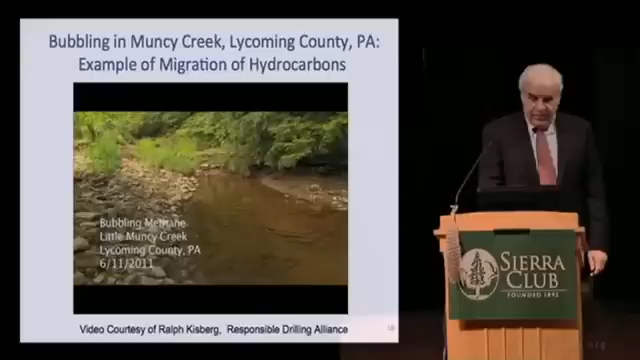 Bubbling in Muncy Creek, Lycoming County, PA:
Example of Migration of Hydrocarbons
Bubbling Methane
Little Muncy Creek
Lycoming County, PA
6/11/2011
Video Courtesy of Ralph Kisberg, Responsible Drilling Alliance
SIERRA
CLUB
FOUNDED 1892